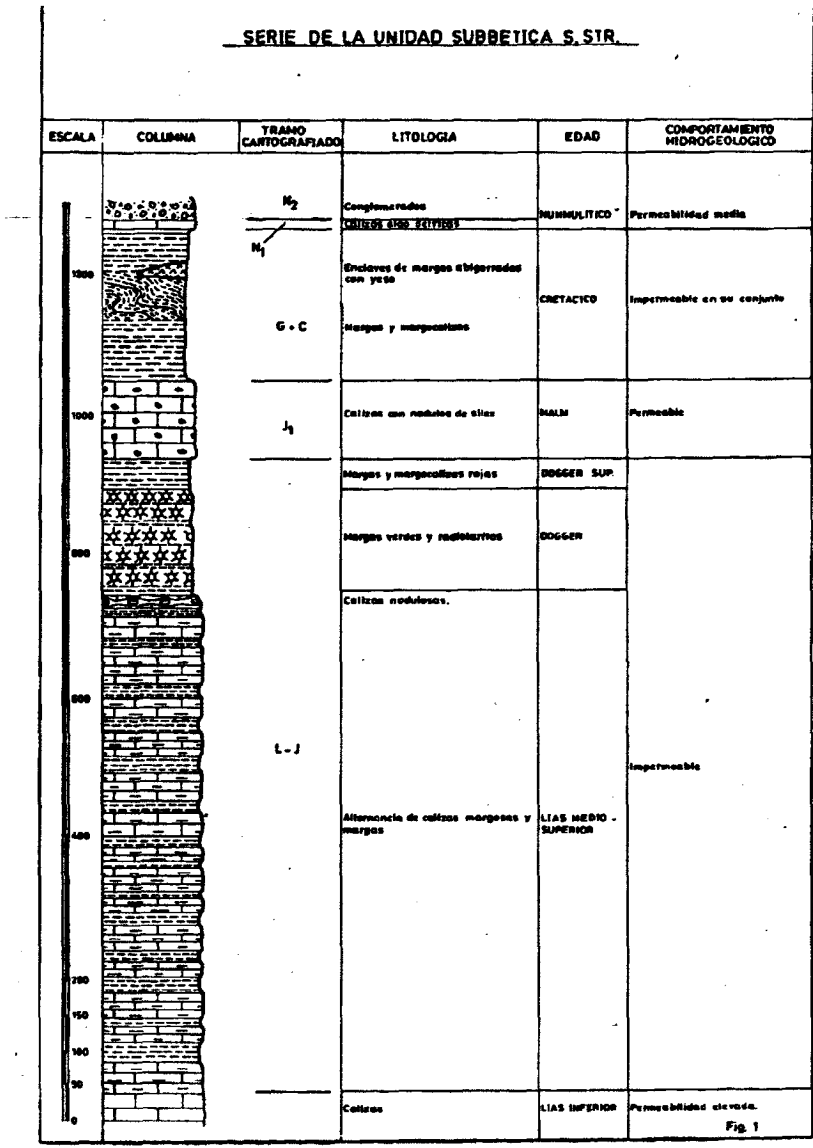 SERIE DE LA UNIDAD SUBBETICA S. STR.
ESCALA
COLUMNA
TRAMO
CARTOGRAFIADO
LITOLOGIA
EDAD
COMPORTAMIENTO
HIDROGEOLOGICO
N2
Conglomerados
NUMMULITICO
Permeabilidad media
Calizas algo detríticas
N1
1200
Enclaves de margas abigarradas
con yeso
CRETACICO
Impermeable en su conjunto
G - C
Margas y margocalizas
1000
J1
Calizas con nodulos de silex
MALM
Permeable
Margas y margocalizas rojas
DOGGER SUP.
800
Margas verdes y radiolaritas
DOGGER
Calizas nodulosas.
600
L - J
Impermeable
400
Alternancia de calizas margosas y
margas
LIAS MEDIO -
SUPERIOR
200
150
100
50
0
Calizas
LIAS INFERIOR
Permeabilidad elevada.
Fig. 1